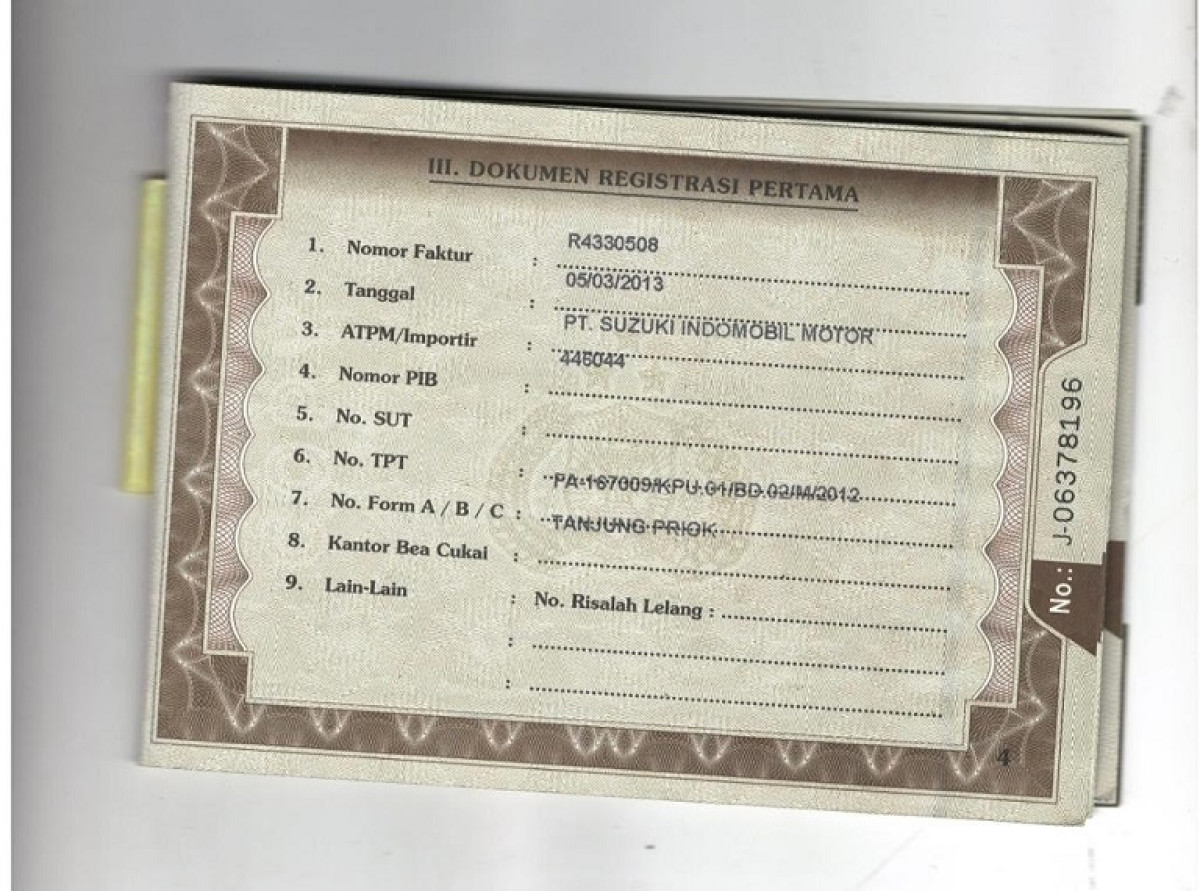 III. DOKUMEN REGISTRASI PERTAMA
1. Nomor Faktur : R4330508
2. Tanggal : 05/03/2013
3. ATPM/Importir : PT. SUZUKI INDOMOBIL MOTOR
4. Nomor PIB : 446044
5. No. SUT :
6. No. TPT :
7. No. Form A / B / C : PA-167009/KPU.01/BD.02/M/2012
8. Kantor Bea Cukai : TANJUNG PRIOK
9. Lain-Lain : No. Risalah Lelang :
:
:
No.: J-06378196
4